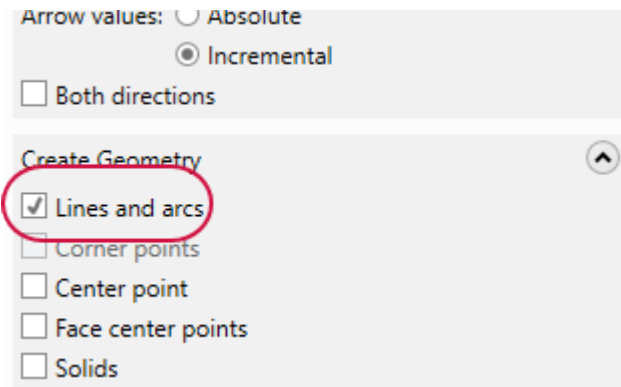 Arrow values: Absolute
Incremental
Both directions
Create Geometry
Lines and arcs
Corner points
Center point
Face center points
Solids